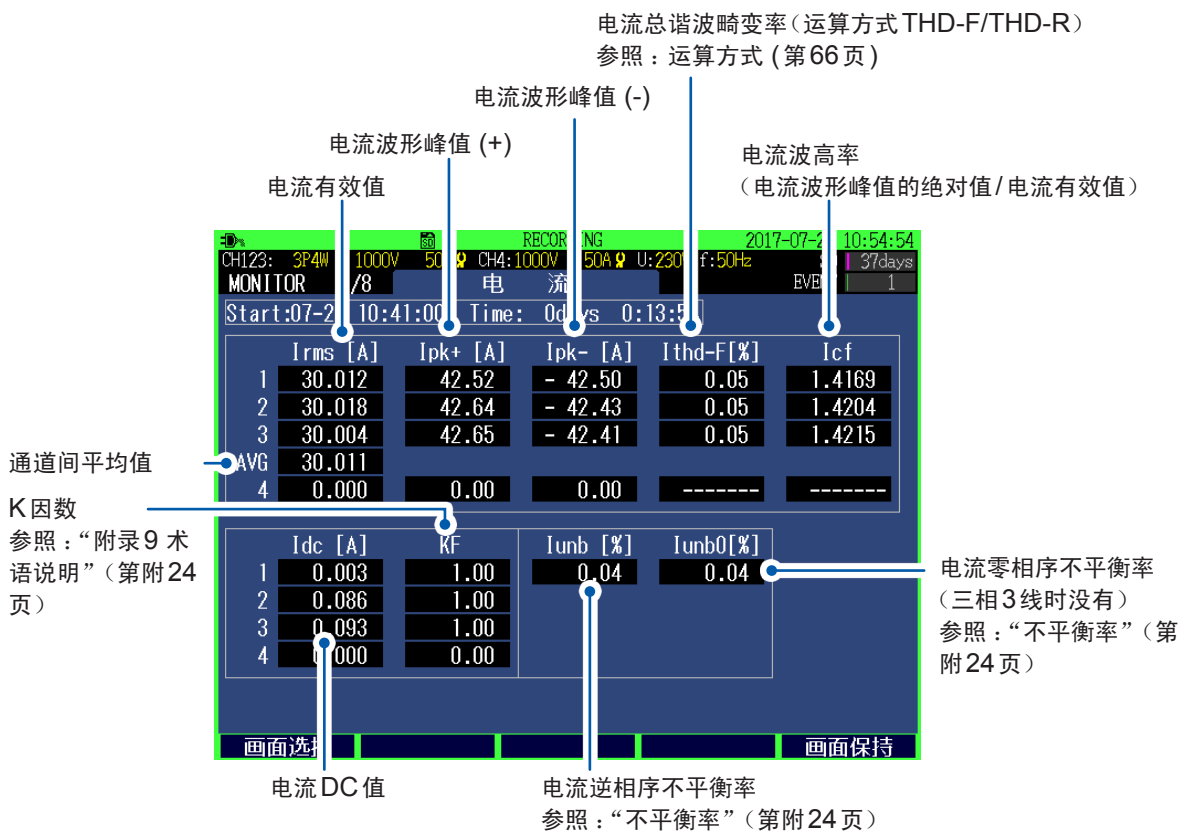 电流总谐波畸变率（运算方式THD-F/THD-R）
参照：运算方式 (第66页)
电流波形峰值 (-)
电流波形峰值 (+)
电流波高率
（电流波形峰值的绝对值/电流有效值）
电流有效值
SD RECOR NG 2017-07-2 10:54:54
CH123: 3P4W 1000V 50 CH4:1000V 50A U:230 f:50Hz 37days
MONITOR /8 电 流 EVE 1
Start:07-2 10:41:00 Time: 0d ys 0:13:5
Irms [A] Ipk+ [A] Ipk- [A] Ithd-F[%] Icf
1 30.012 42.52 - 42.50 0.05 1.4169
2 30.018 42.64 - 42.43 0.05 1.4204
3 30.004 42.65 - 42.41 0.05 1.4215
AVG 30.011
4 0.000 0.00 0.00 ------- -------
通道间平均值
K因数
参照：“附录9 术
语说明”（第附24
页）
Idc [A] KF Iunb [%] Iunb0[%]
1 0.003 1.00 0.04 0.04
2 0.086 1.00
3 0.093 1.00
4 0.000 0.00
电流零相序不平衡率
（三相3线时没有）
参照：“不平衡率”（第
附24页）
画面选择 画面保持
电流DC值
电流逆相序不平衡率
参照：“不平衡率”（第附24页）